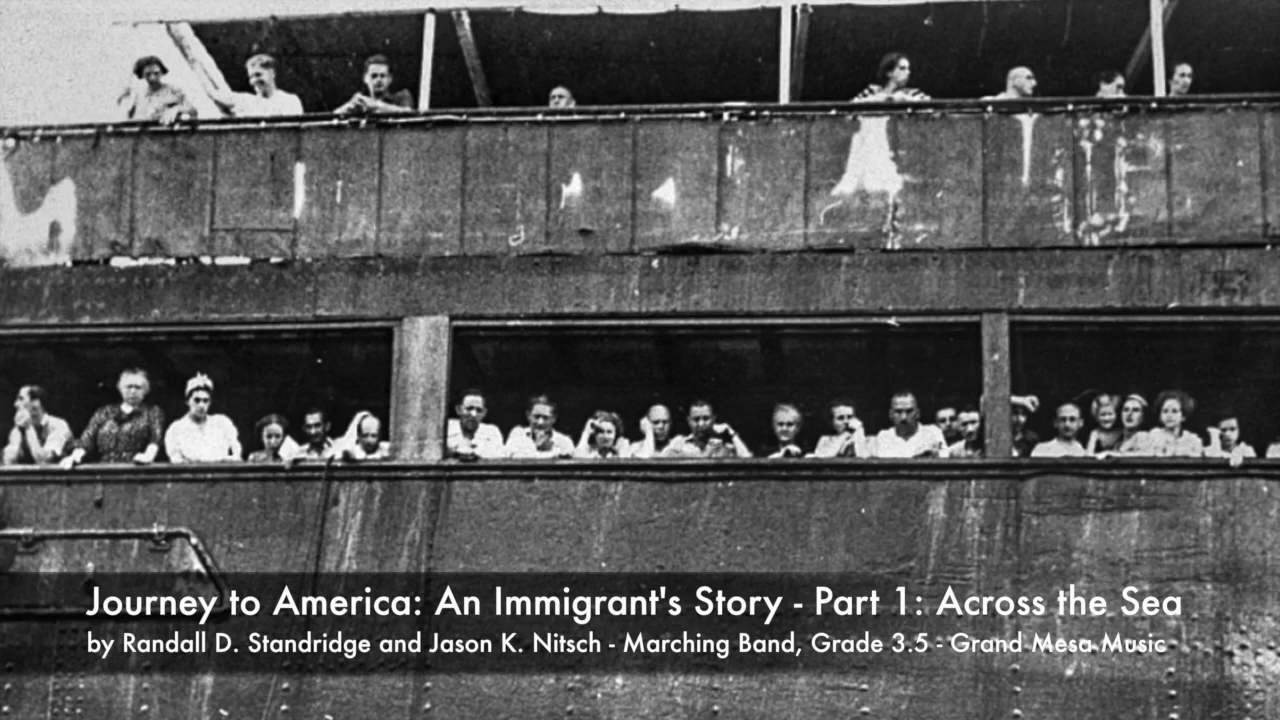 Journey to America: An Immigrant's Story - Part 1: Across the Sea
by Randall D. Standridge and Jason K. Nitsch - Marching Band, Grade 3.5 - Grand Mesa Music